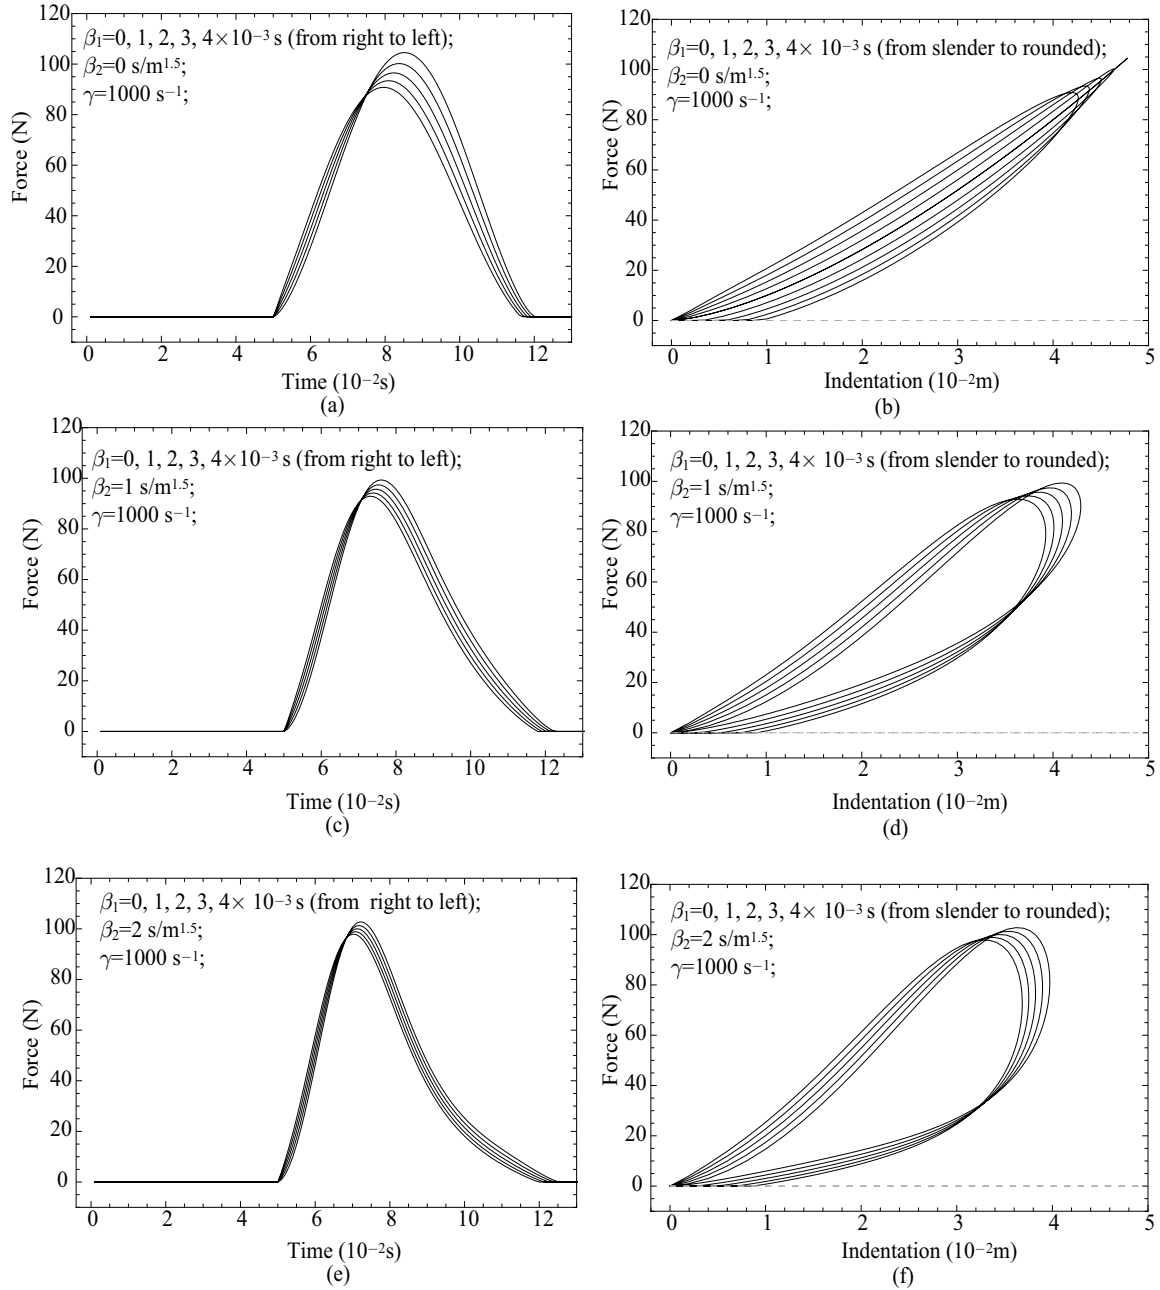 120
100
80
60
40
20
0
Force (N)
β₁=0, 1, 2, 3, 4×10⁻³ s (from right to left);
β₂=0 s/m¹·⁵;
γ=1000 s⁻¹;
0 2 4 6 8 10 12
Time (10⁻²s)
(a)
120
100
80
60
40
20
0
Force (N)
β₁=0, 1, 2, 3, 4× 10⁻³ s (from slender to rounded);
β₂=0 s/m¹·⁵;
γ=1000 s⁻¹;
0 1 2 3 4 5
Indentation (10⁻²m)
(b)
120
100
80
60
40
20
0
Force (N)
β₁=0, 1, 2, 3, 4×10⁻³ s (from right to left);
β₂=1 s/m¹·⁵;
γ=1000 s⁻¹;
0 2 4 6 8 10 12
Time (10⁻²s)
(c)
120
100
80
60
40
20
0
Force (N)
β₁=0, 1, 2, 3, 4× 10⁻³ s (from slender to rounded);
β₂=1 s/m¹·⁵;
γ=1000 s⁻¹;
0 1 2 3 4 5
Indentation (10⁻²m)
(d)
120
100
80
60
40
20
0
Force (N)
β₁=0, 1, 2, 3, 4× 10⁻³ s (from right to left);
β₂=2 s/m¹·⁵;
γ=1000 s⁻¹;
0 2 4 6 8 10 12
Time (10⁻²s)
(e)
120
100
80
60
40
20
0
Force (N)
β₁=0, 1, 2, 3, 4× 10⁻³ s (from slender to rounded);
β₂=2 s/m¹·⁵;
γ=1000 s⁻¹;
0 1 2 3 4 5
Indentation (10⁻²m)
(f)